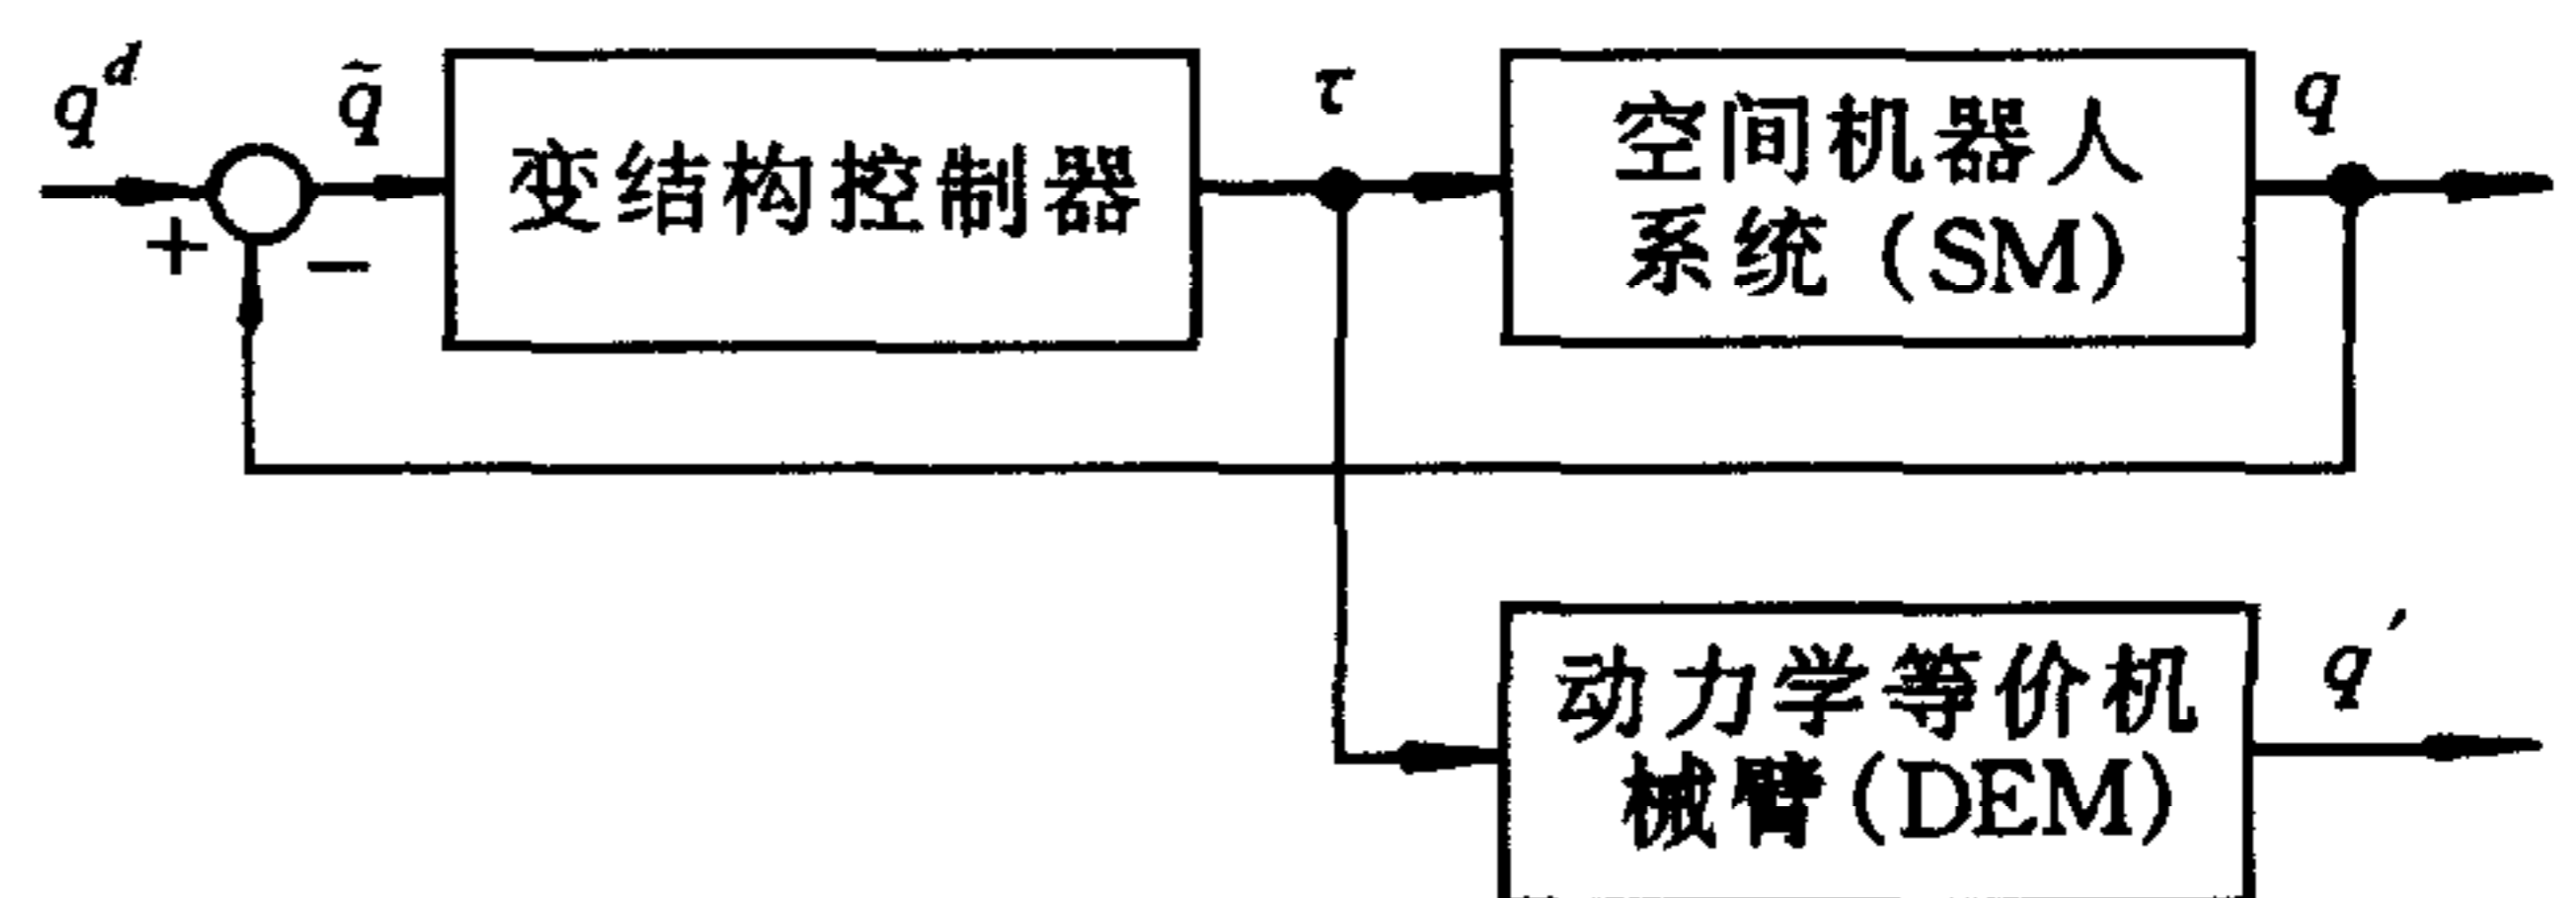 q^d
q̃
+
−
变结构控制器
τ
空间机器人
系统(SM)
q
动力学等价机
械臂(DEM)
q′